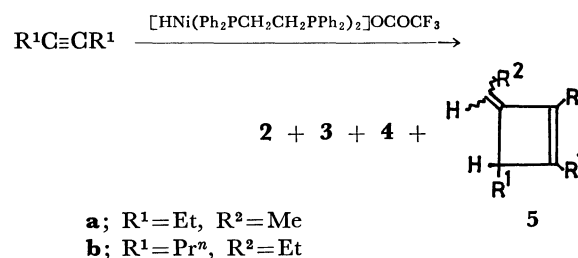 [HNi(Ph₂PCH₂CH₂PPh₂)₂]OCOCF₃
R¹C≡CR¹
R²
H
R
2 + 3 + 4 +
H
R¹
a; R¹=Et, R²=Me
5
b; R¹=Prⁿ, R²=Et